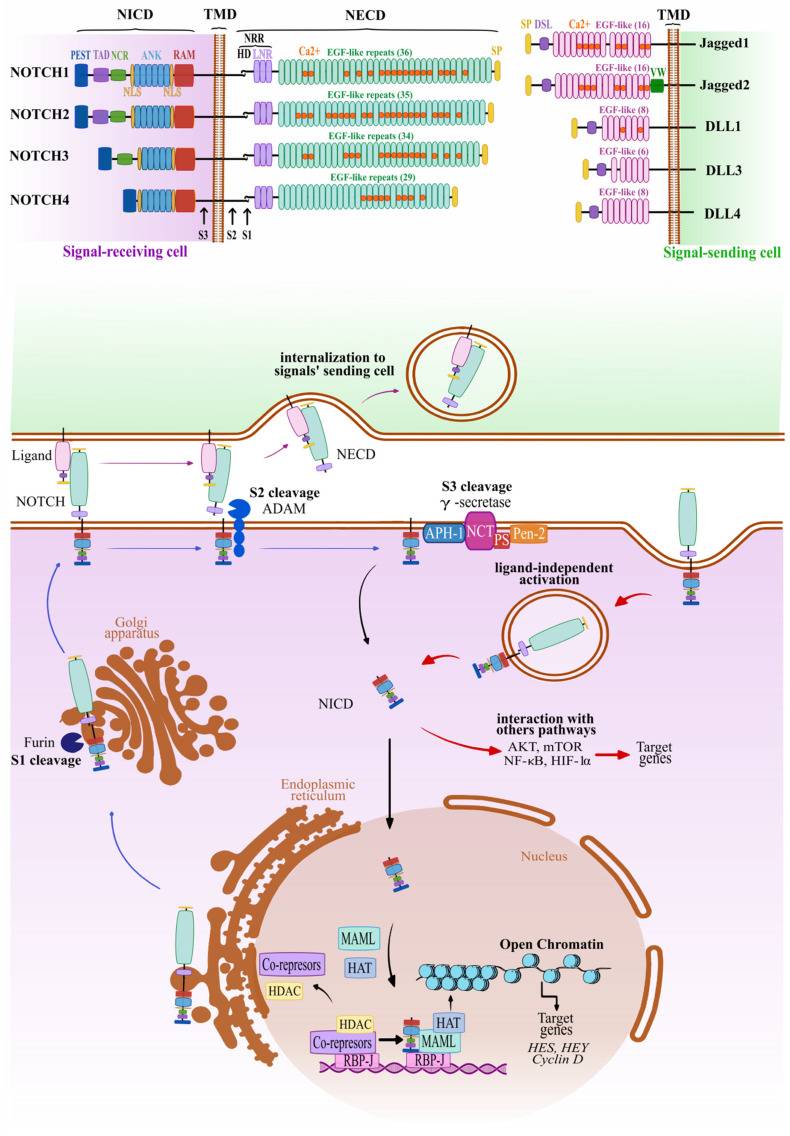 NICD TMD NECD
NRR
PEST TAD NCR ANK RAM HD LNR Ca2+ EGF-like repeats (36) SP
NOTCH1
NLS NLS
EGF-like repeats (35)
NOTCH2
EGF-like repeats (34)
NOTCH3
EGF-like repeats (29)
NOTCH4
S3 S2 S1
Signal-receiving cell
TMD
SP DSL Ca2+ EGF-like (16)
Jagged1
EGF-like (16)
VW
Jagged2
EGF-like (8)
DLL1
EGF-like (6)
DLL3
EGF-like (8)
DLL4
Signal-sending cell
internalization to
signals' sending cell
Ligand
NECD
NOTCH
S2 cleavage
ADAM
S3 cleavage
γ -secretase
APH-1 NCT PS Pen-2
ligand-independent
activation
Golgi
apparatus
Furin
S1 cleavage
NICD
interaction with
others pathways
AKT, mTOR
NF-κB, HIF-1α
Target
genes
Endoplasmic
reticulum
Nucleus
MAML
HAT
Co-represors
HDAC
Open Chromatin
HDAC
Co-represors
RBP-J
HAT
MAML
RBP-J
Target
genes
HES, HEY
Cyclin D